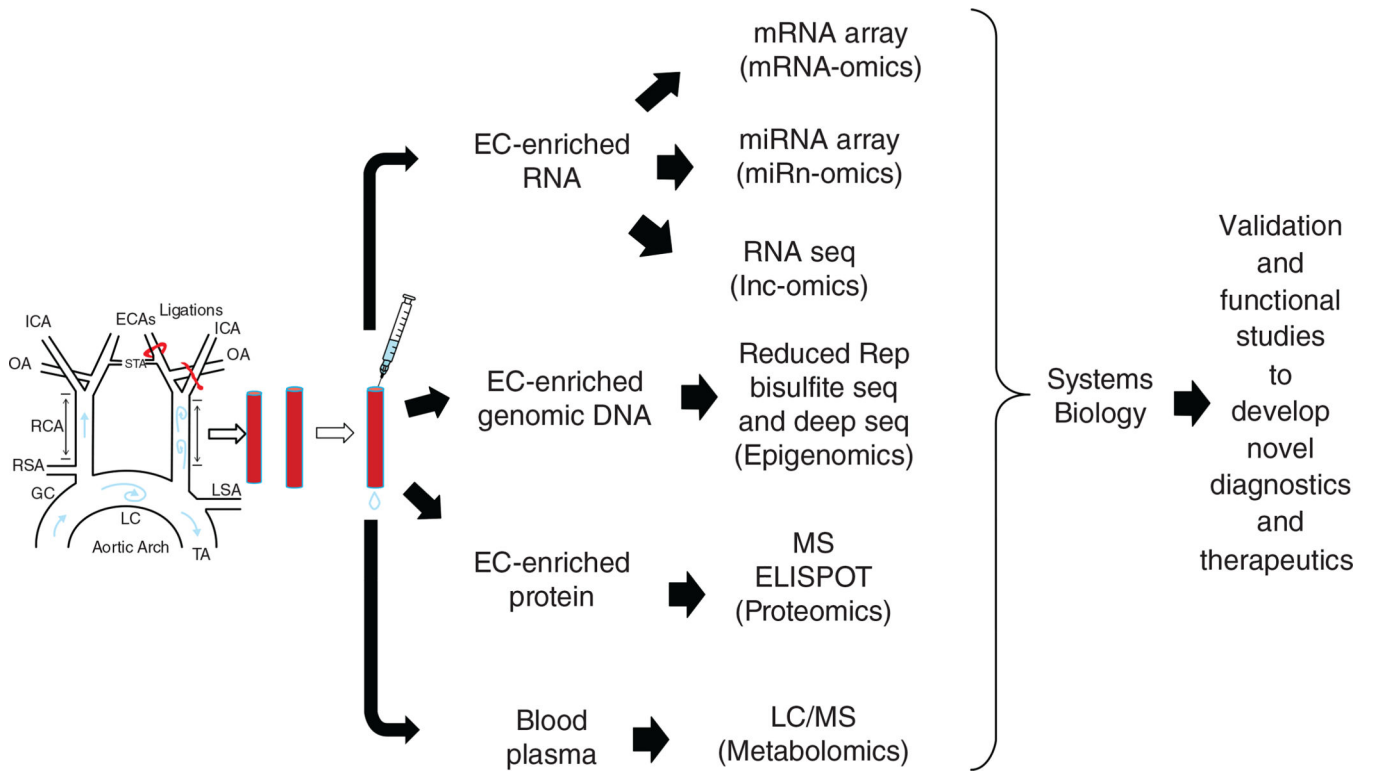 ICA
ECAs
Ligations
ICA
OA
STA
OA
RCA
RSA
GC
LSA
LC
Aortic Arch
TA
EC-enriched
RNA
mRNA array
(mRNA-omics)
miRNA array
(miRn-omics)
RNA seq
(Inc-omics)
EC-enriched
genomic DNA
Reduced Rep
bisulfite seq
and deep seq
(Epigenomics)
EC-enriched
protein
MS
ELISPOT
(Proteomics)
Blood
plasma
LC/MS
(Metabolomics)
Systems
Biology
Validation
and
functional
studies
to
develop
novel
diagnostics
and
therapeutics